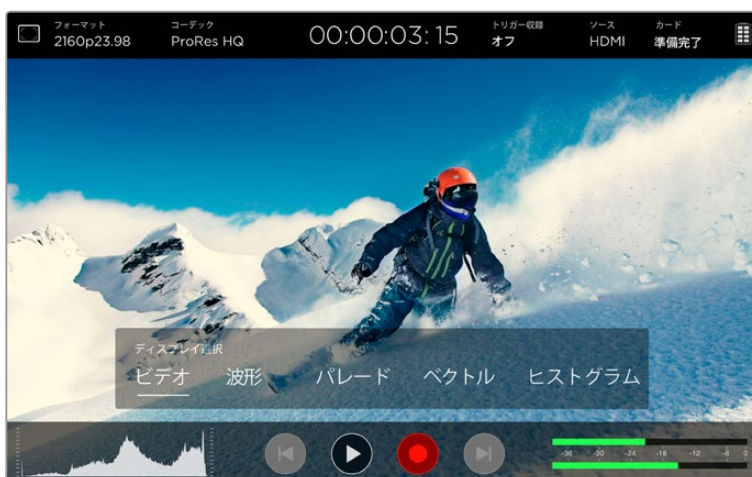 フォーマット
2160p23.98
コーデック
ProRes HQ
00:00:03:15
トリガー収録
オフ
ソース
HDMI
カード
準備完了
ディスプレイ選択
ビデオ 波形 パレード ベクトル ヒストグラム
-36 -30 -24 -18 -12 -6 0